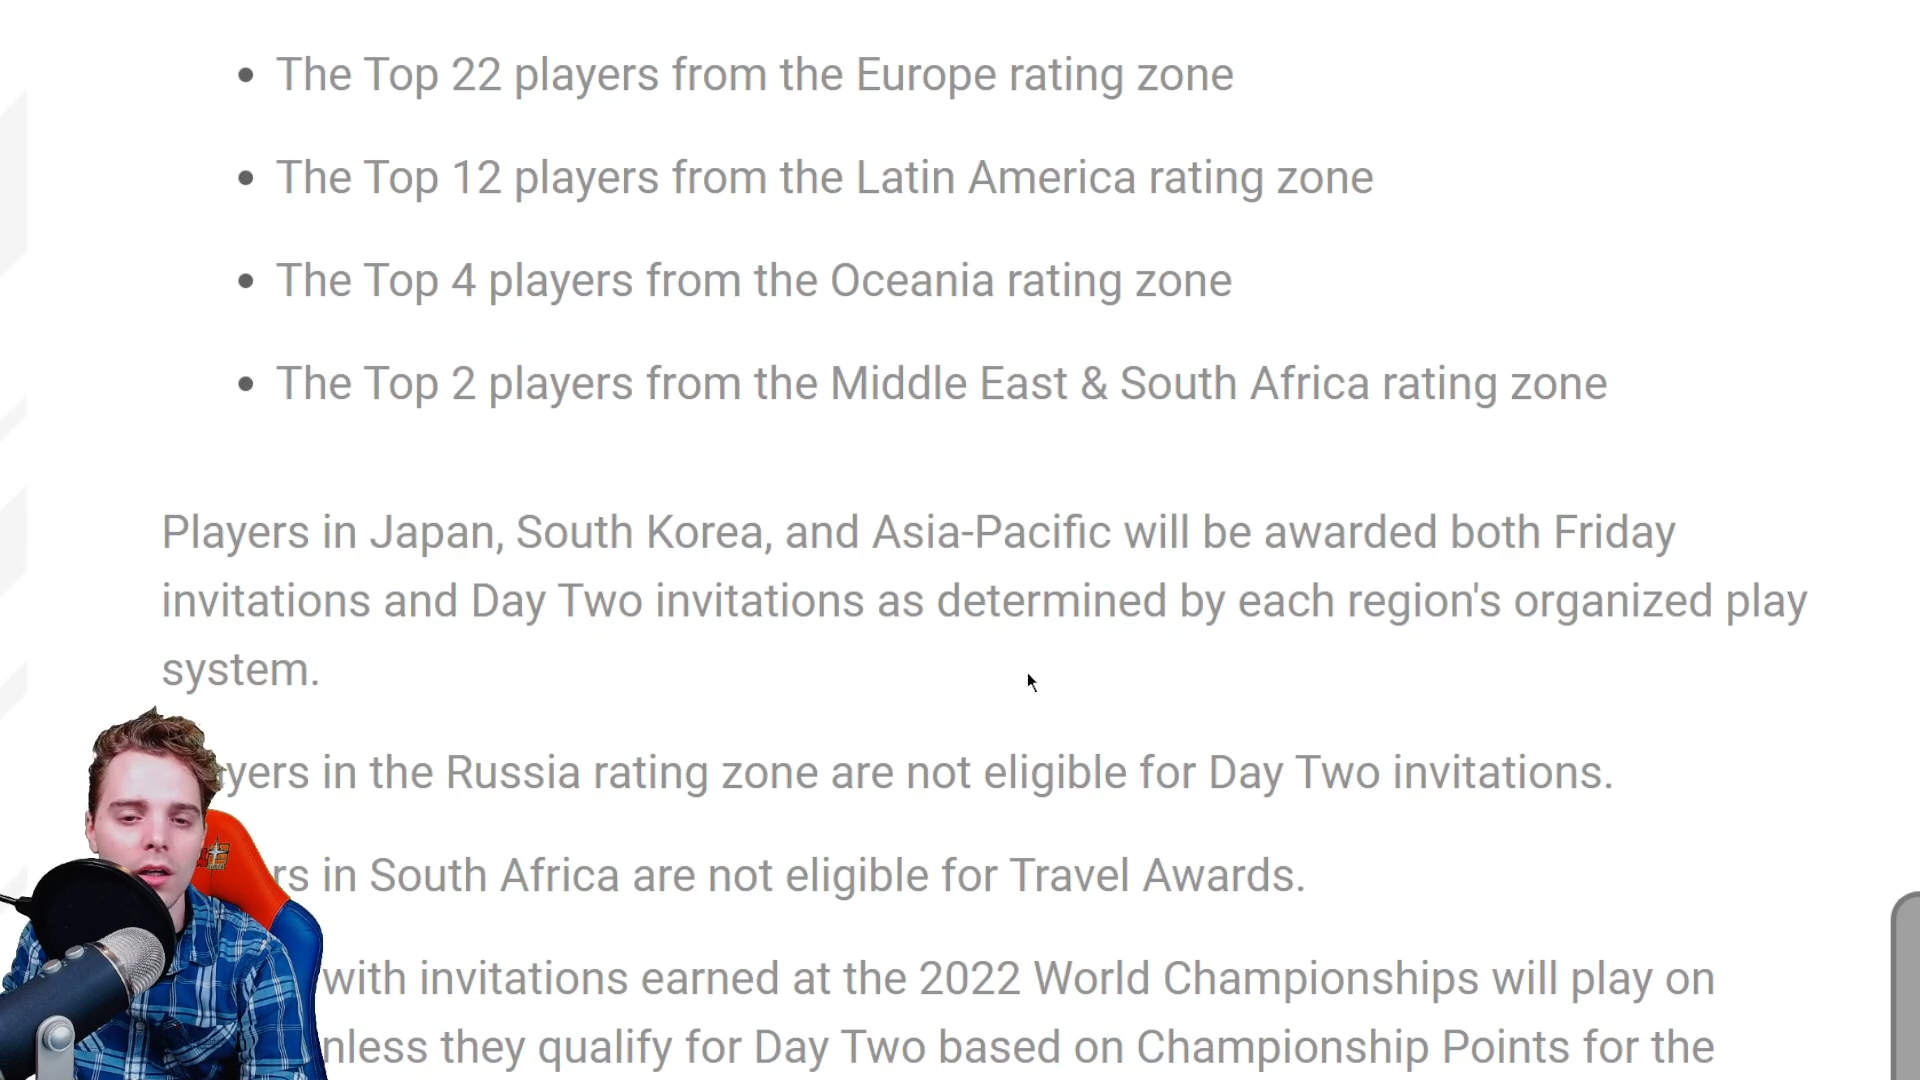 The Top 22 players from the Europe rating zone
The Top 12 players from the Latin America rating zone
The Top 4 players from the Oceania rating zone
The Top 2 players from the Middle East & South Africa rating zone
Players in Japan, South Korea, and Asia-Pacific will be awarded both Friday
invitations and Day Two invitations as determined by each region's organized play
system.
yers in the Russia rating zone are not eligible for Day Two invitations.
rs in South Africa are not eligible for Travel Awards.
with invitations earned at the 2022 World Championships will play on
nless they qualify for Day Two based on Championship Points for the